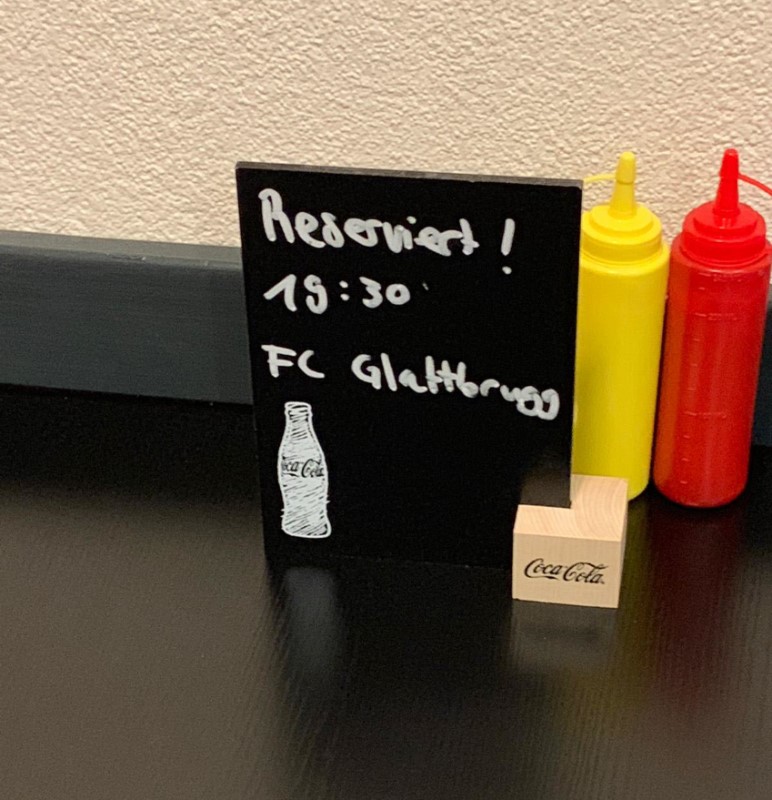 Reserviert !
19:30
FC Glattbrugg
Coca-Cola
Coca-Cola